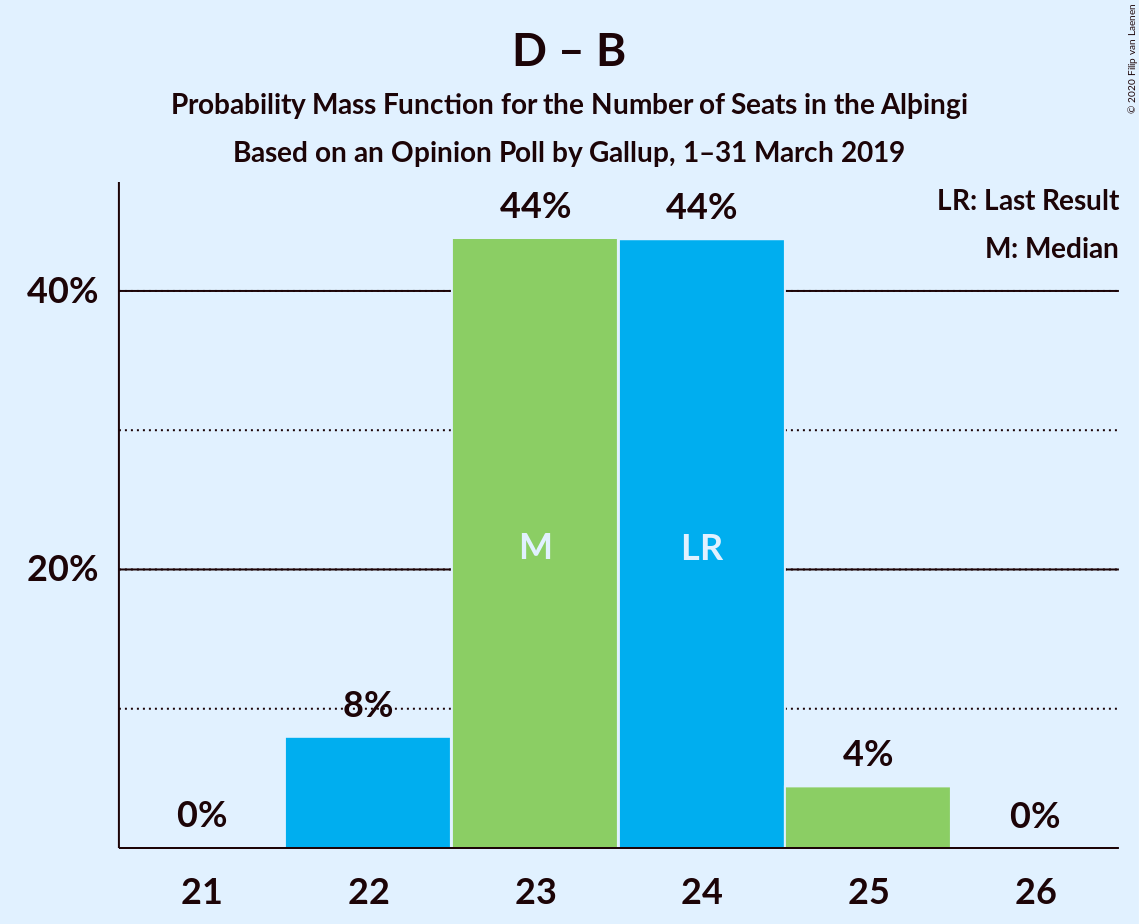 D – B
Probability Mass Function for the Number of Seats in the Alþingi
Based on an Opinion Poll by Gallup, 1–31 March 2019
© 2020 Filip van Laenen
LR: Last Result
M: Median
44%
44%
40%
M
LR
20%
8%
4%
0%
0%
21
22
23
24
25
26